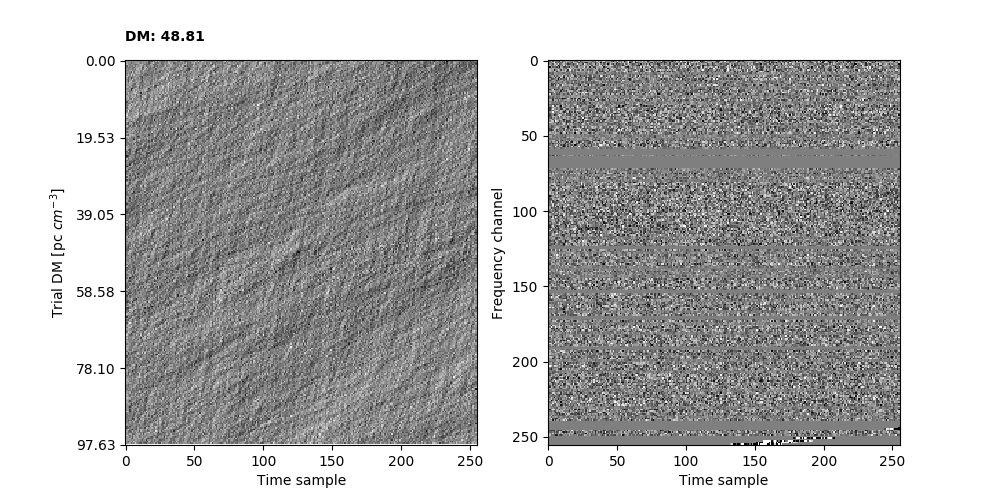 DM: 48.81
0.00
19.53
39.05
58.58
78.10
97.63
Trial DM [pc cm⁻³]
0 50 100 150 200 250
Time sample
0
50
100
150
200
250
Frequency channel
0 50 100 150 200 250
Time sample